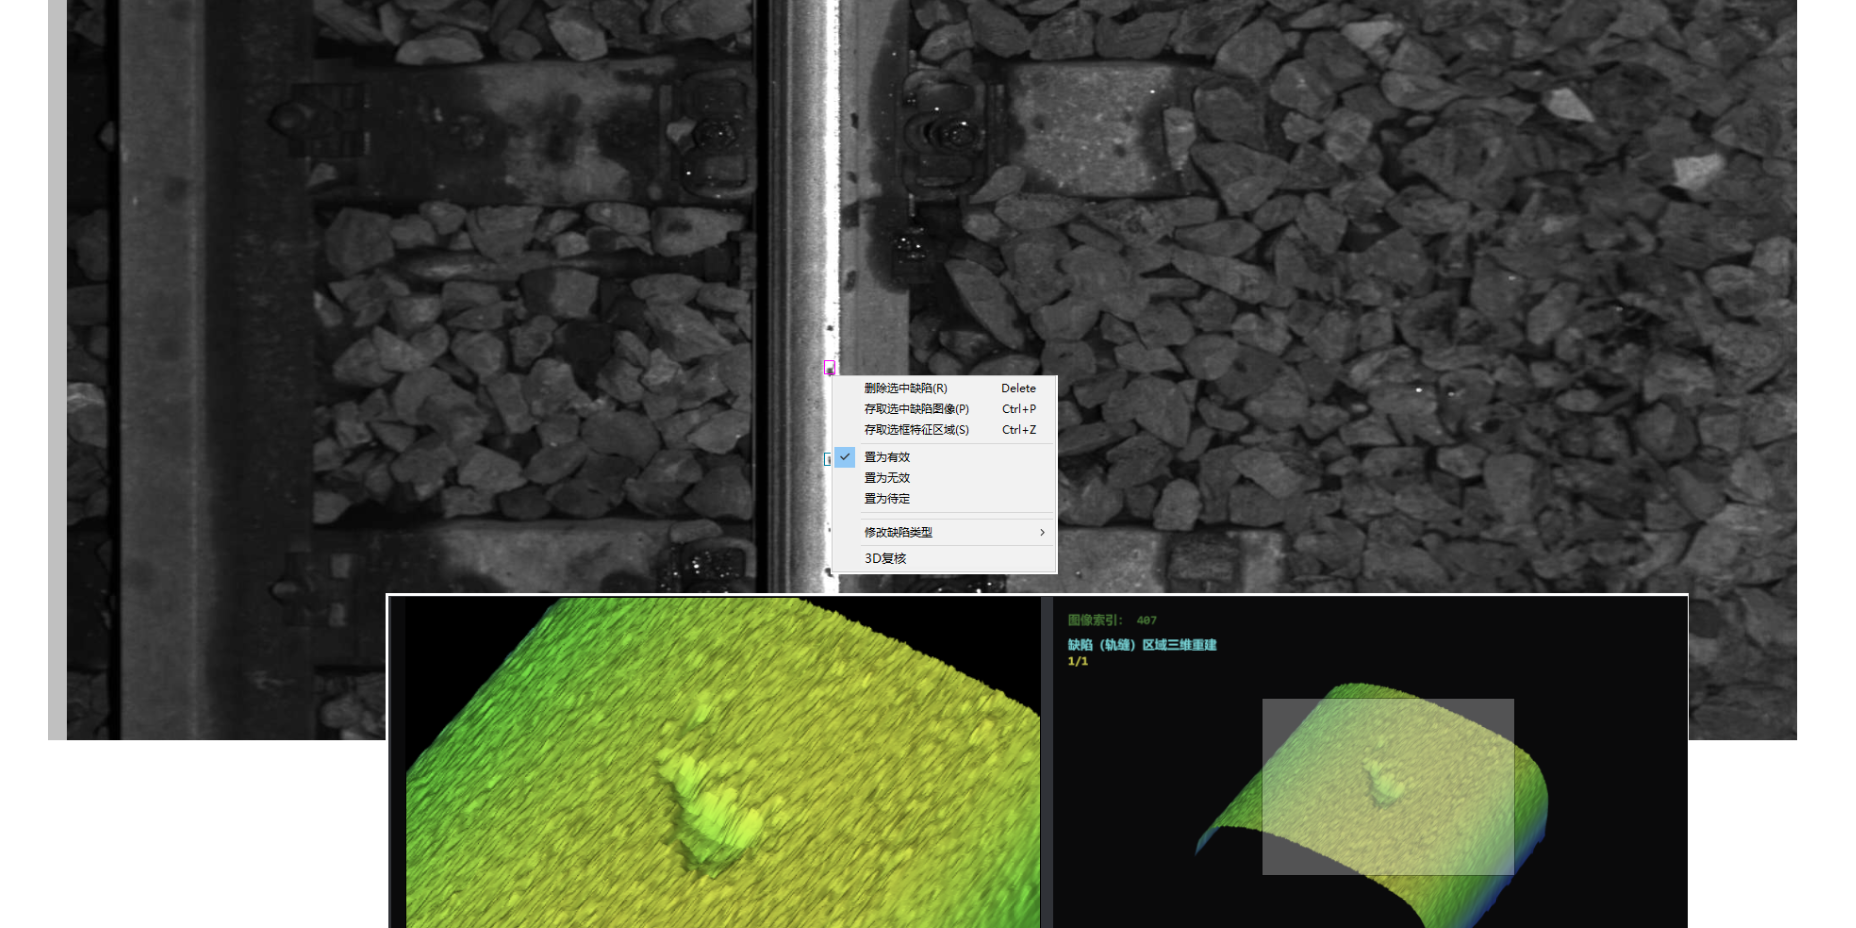 删除选中缺陷(R) Delete
存取选中缺陷图像(P) Ctrl+P
存取选框特征区域(S) Ctrl+Z
置为有效
置为无效
置为待定
修改缺陷类型
3D复核
图像索引: 407
缺陷（轨缝）区域三维重建
1/1